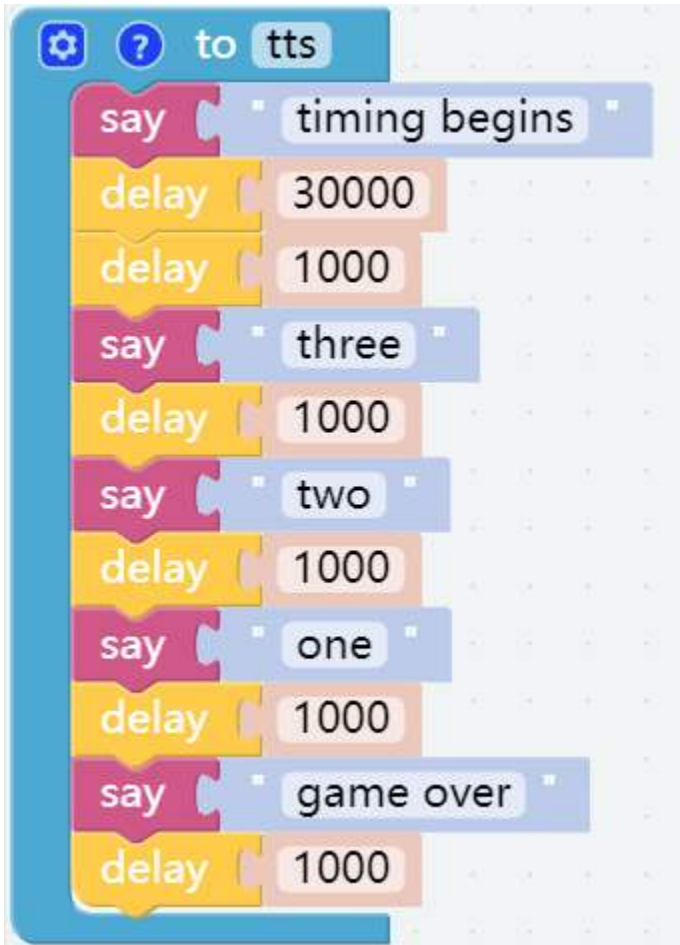 ? to tts
say " timing begins "
delay 30000
delay 1000
say " three "
delay 1000
say " two "
delay 1000
say " one "
delay 1000
say " game over "
delay 1000